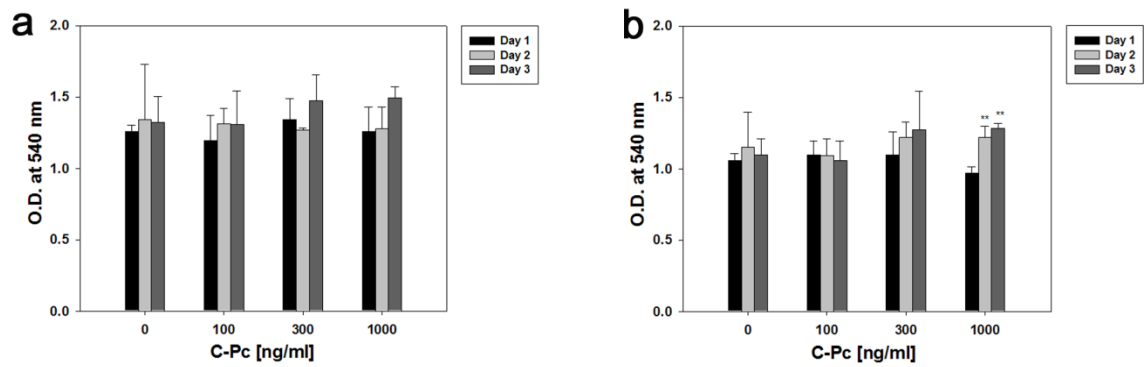 a
2.0
1.5
1.0
0.5
0.0
O.D. at 540 nm
0 100 300 1000
C-Pc [ng/ml]
Day 1
Day 2
Day 3
b
2.0
1.5
1.0
0.5
0.0
O.D. at 540 nm
** **
0 100 300 1000
C-Pc [ng/ml]
Day 1
Day 2
Day 3